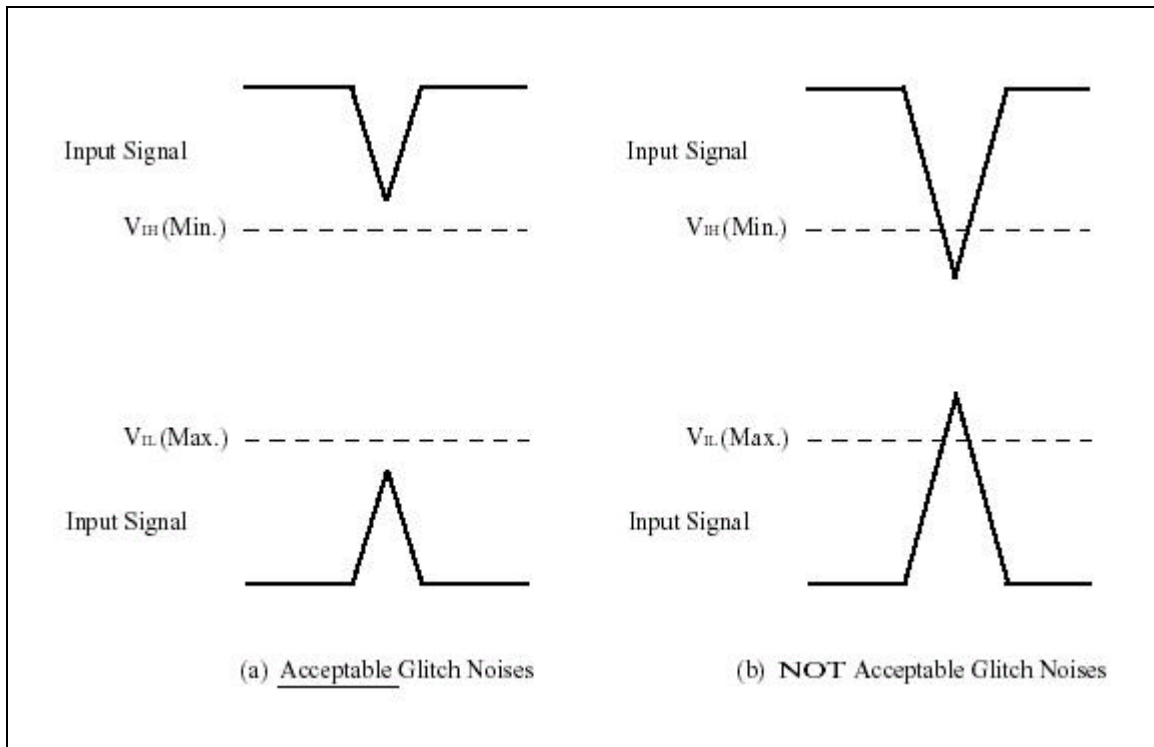 Input Signal
VIH (Min.)
VIL (Max.)
Input Signal
(a) Acceptable Glitch Noises
Input Signal
VIH (Min.)
VIL (Max.)
Input Signal
(b) NOT Acceptable Glitch Noises